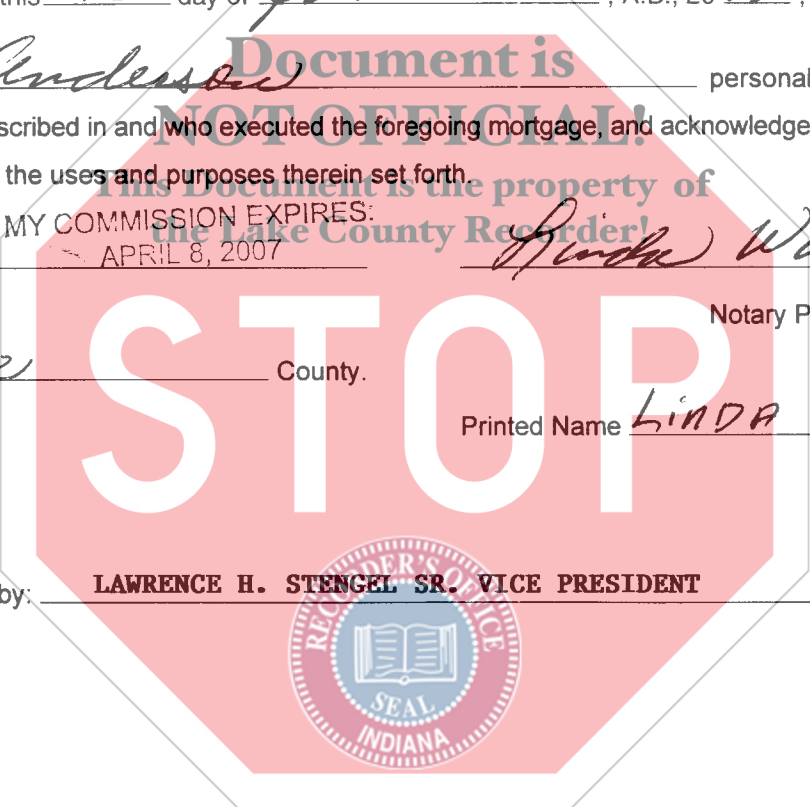 this day of , A.D., 20 ,
Document is
Anderson personal
NOT OFFICIAL!
scribed in and who executed the foregoing mortgage, and acknowledge
the uses and purposes therein set forth.
This Document is the property of
the Lake County Recorder!
MY COMMISSION EXPIRES:
APRIL 8, 2007
Linda
Notary P
STOP
County.
Printed Name LINDA
by: LAWRENCE H. STENGEL SR. VICE PRESIDENT
RECORDER'S OFFICE
SEAL
INDIANA